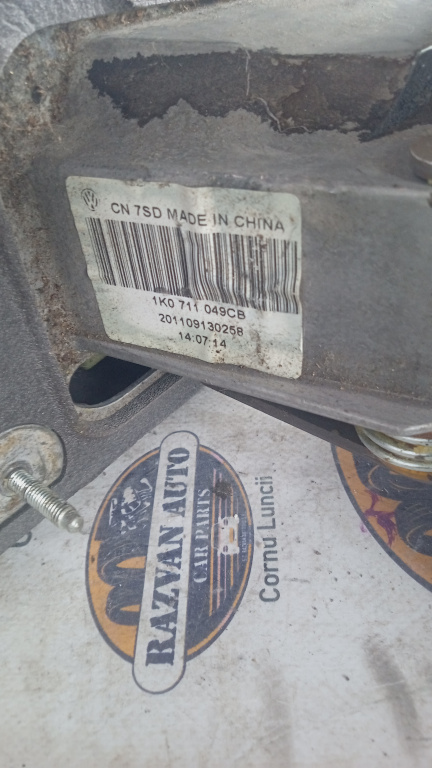 CN 7SD MADE IN CHINA
1K0 711 049CB
201109130258
14:07:14
RAZVAN AUTO
CAR PARTS
Cornu Luncii